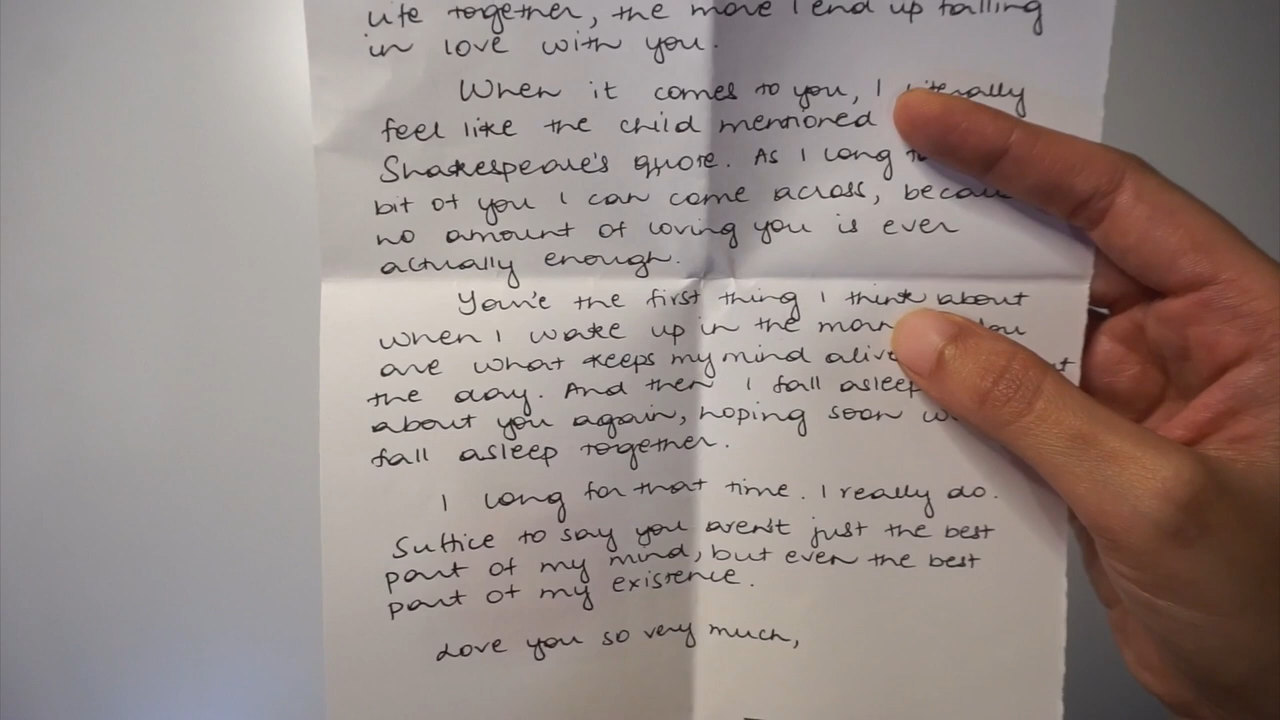 life together, the more I end up falling
in love with you.
When it comes to you, I literally
feel like the child mentioned
Shakespeare's quote. As I long
bit of you I can come across,
no amount of loving you is ever
actually enough.
You're the first thing I think about
when I wake up in the
are what keeps my mind alive
the day. And then I fall asleep
about you again, hoping soon
fall asleep together.
I long for that time. I really do.
Suffice to say you aren't just the best
part of my mind, but even the best
part of my existence.
Love you so very much,